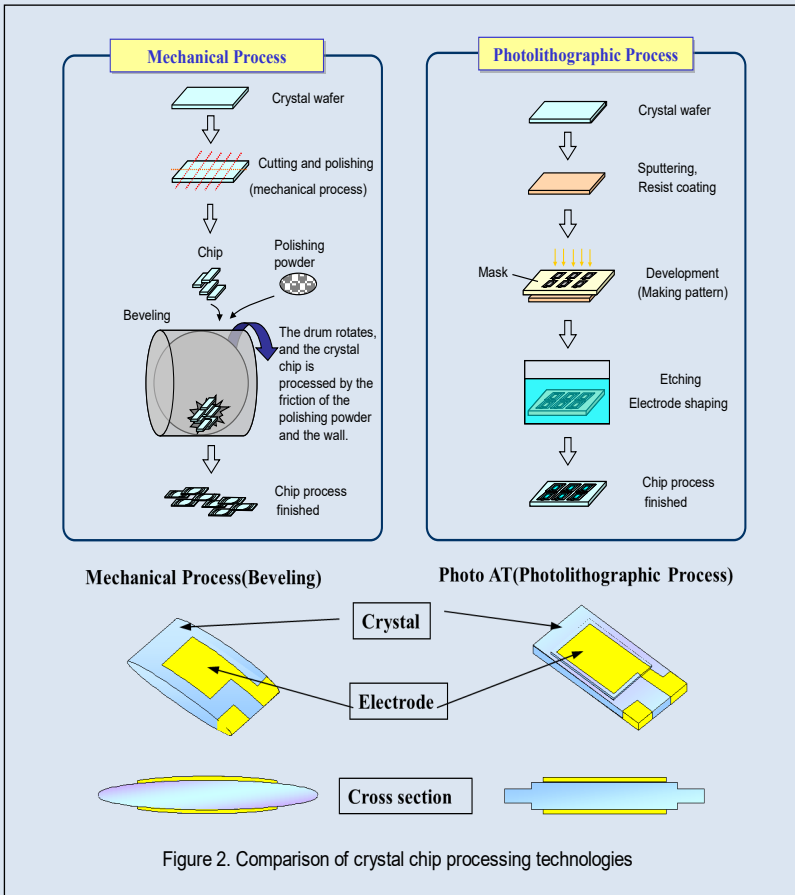 Mechanical Process
Crystal wafer
Cutting and polishing
(mechanical process)
Chip
Polishing
powder
Beveling
The drum rotates,
and the crystal
chip is
processed by the
friction of the
polishing powder
and the wall.
Chip process
finished
Photolithographic Process
Crystal wafer
Sputtering,
Resist coating
Mask
Development
(Making pattern)
Etching
Electrode shaping
Chip process
finished
Mechanical Process(Beveling)
Photo AT(Photolithographic Process)
Crystal
Electrode
Cross section
Figure 2. Comparison of crystal chip processing technologies